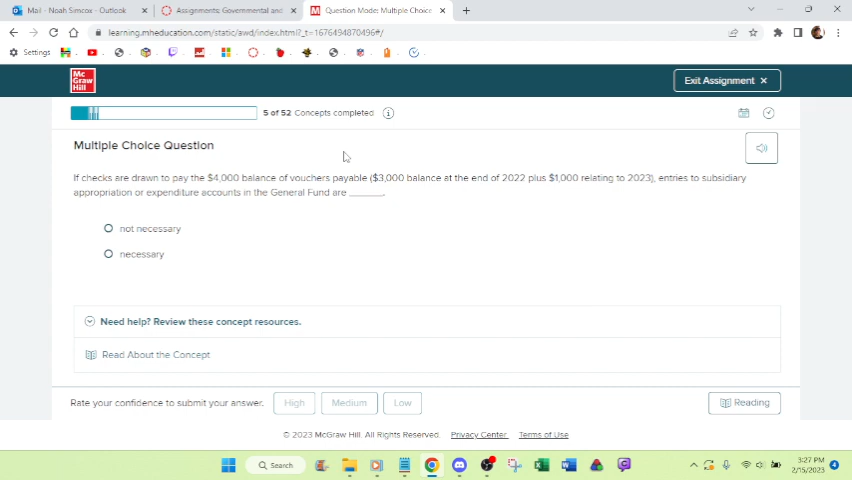 Mail - Noah Simcox - Outlook
Assignments: Governmental and
Question Mode: Multiple Choice
learning.mheducation.com/static/awd/index.html?_t=1676494870496#/
Settings
Mc
Graw
Hill
Exit Assignment ×
5 of 52 Concepts completed
Multiple Choice Question
If checks are drawn to pay the $4,000 balance of vouchers payable ($3,000 balance at the end of 2022 plus $1,000 relating to 2023), entries to subsidiary
appropriation or expenditure accounts in the General Fund are ______.
not necessary
necessary
Need help? Review these concept resources.
Read About the Concept
Rate your confidence to submit your answer.
High
Medium
Low
Reading
© 2023 McGraw Hill. All Rights Reserved. Privacy Center Terms of Use
Search
3:27 PM
2/15/2023
4